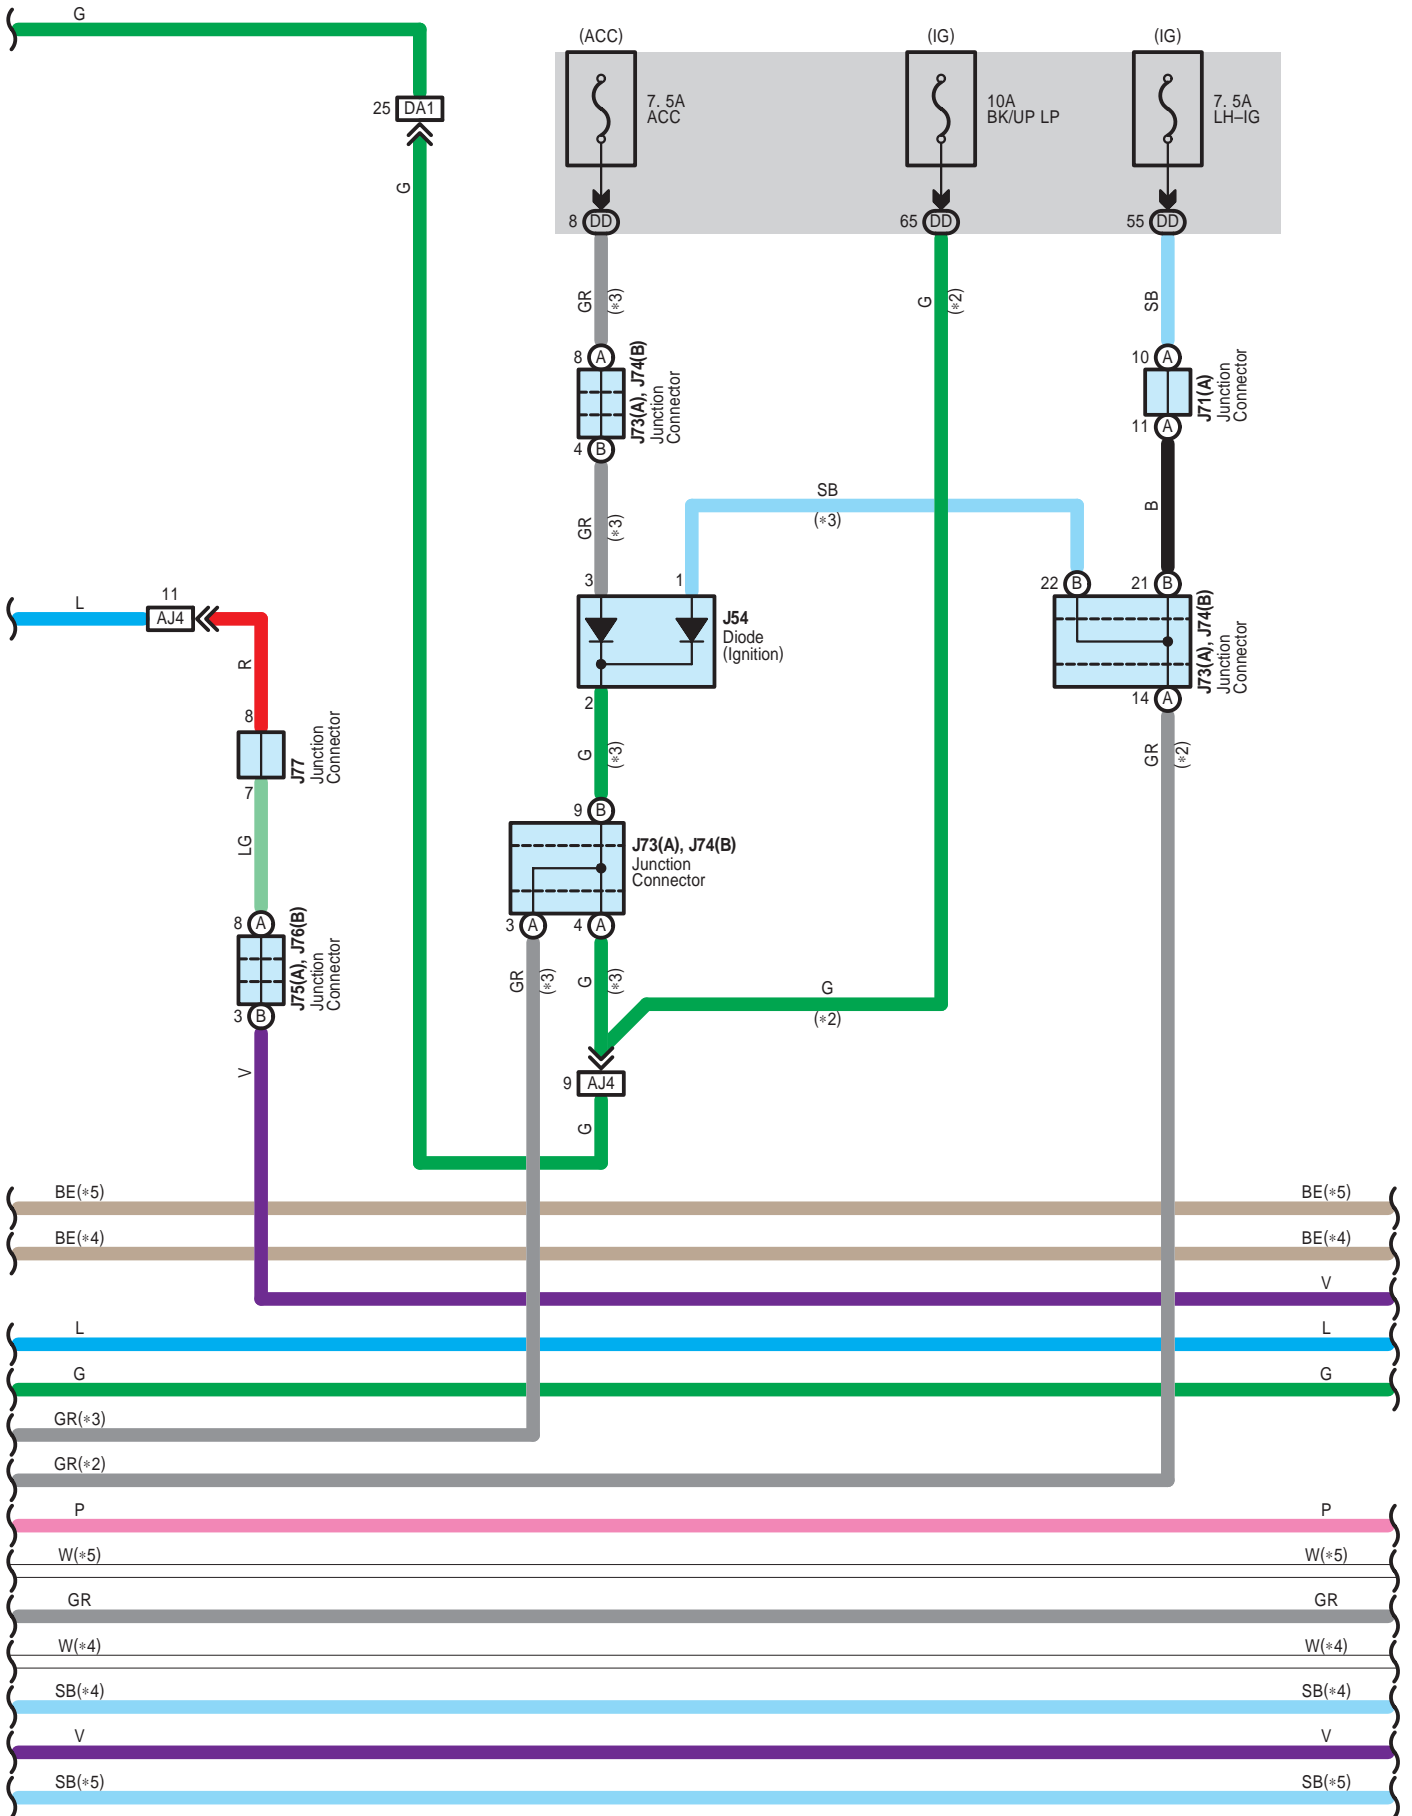 G
(ACC)
(IG)
(IG)
25 DA1
7. 5A
ACC
10A
BK/UP LP
7. 5A
LH–IG
G
8 DD
65 DD
55 DD
GR
(*3)
G
(*2)
SB
8 A
J73(A), J74(B)
Junction
Connector
4 B
10 A
J71(A)
Junction
Connector
11 A
SB
(*3)
GR
(*3)
B
3
1
22 B
21 B
11
L
AJ4
J54
Diode
(Ignition)
J73(A), J74(B)
Junction
Connector
R
2
14 A
8
J77
Junction
Connector
7
G
(*3)
GR
(*2)
9 B
LG
J73(A), J74(B)
Junction
Connector
8 A
J75(A), J76(B)
Junction
Connector
3 B
3 A
4 A
GR
(*3)
G
(*3)
G
(*2)
V
9 AJ4
G
BE(*5) BE(*5)
BE(*4) BE(*4)
V
L L
G G
GR(*3)
GR(*2)
P P
W(*5) W(*5)
GR GR
W(*4) W(*4)
SB(*4) SB(*4)
V V
SB(*5) SB(*5)